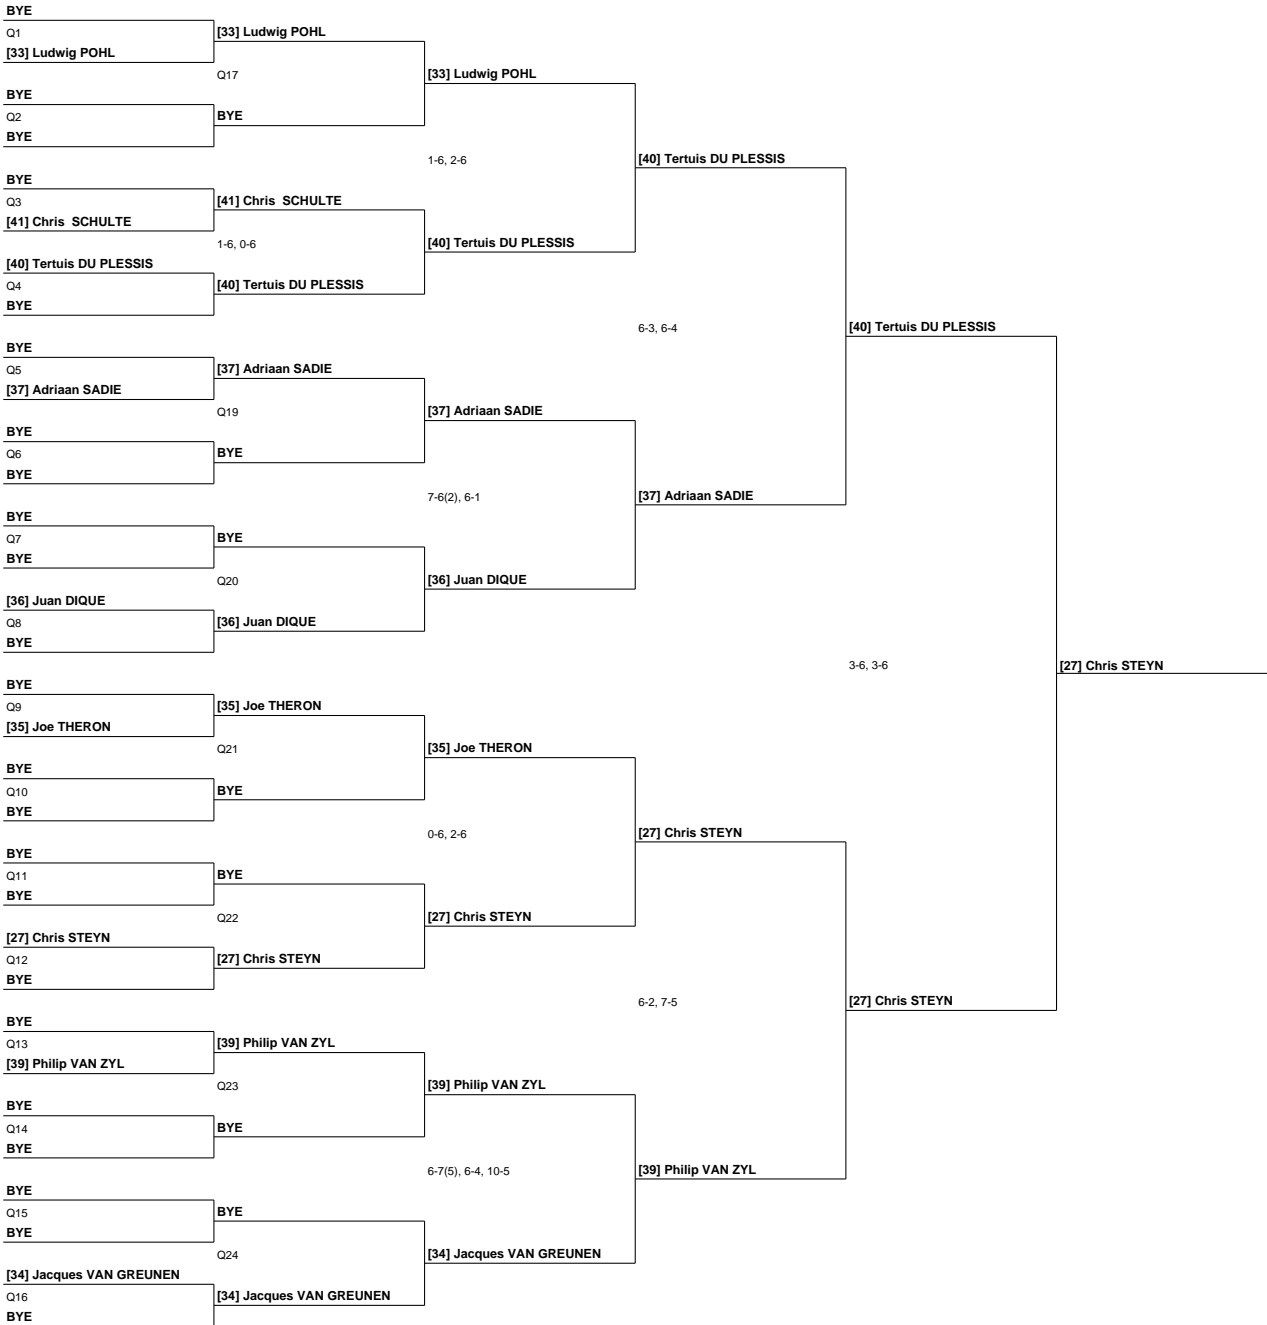 BYE
Q1
[33] Ludwig POHL
[33] Ludwig POHL
Q17
[33] Ludwig POHL
BYE
Q2
BYE
BYE
1-6, 2-6
[40] Tertuis DU PLESSIS
BYE
Q3
[41] Chris  SCHULTE
[41] Chris  SCHULTE
1-6, 0-6
[40] Tertuis DU PLESSIS
[40] Tertuis DU PLESSIS
Q4
BYE
[40] Tertuis DU PLESSIS
6-3, 6-4
[40] Tertuis DU PLESSIS
BYE
Q5
[37] Adriaan SADIE
[37] Adriaan SADIE
Q19
[37] Adriaan SADIE
BYE
Q6
BYE
BYE
7-6(2), 6-1
[37] Adriaan SADIE
BYE
Q7
BYE
BYE
Q20
[36] Juan DIQUE
[36] Juan DIQUE
Q8
BYE
[36] Juan DIQUE
3-6, 3-6
[27] Chris STEYN
BYE
Q9
[35] Joe THERON
[35] Joe THERON
Q21
[35] Joe THERON
BYE
Q10
BYE
BYE
0-6, 2-6
[27] Chris STEYN
BYE
Q11
BYE
BYE
Q22
[27] Chris STEYN
[27] Chris STEYN
Q12
BYE
[27] Chris STEYN
6-2, 7-5
[27] Chris STEYN
BYE
Q13
[39] Philip VAN ZYL
[39] Philip VAN ZYL
Q23
[39] Philip VAN ZYL
BYE
Q14
BYE
BYE
6-7(5), 6-4, 10-5
[39] Philip VAN ZYL
BYE
Q15
BYE
BYE
Q24
[34] Jacques VAN GREUNEN
[34] Jacques VAN GREUNEN
Q16
BYE
[34] Jacques VAN GREUNEN